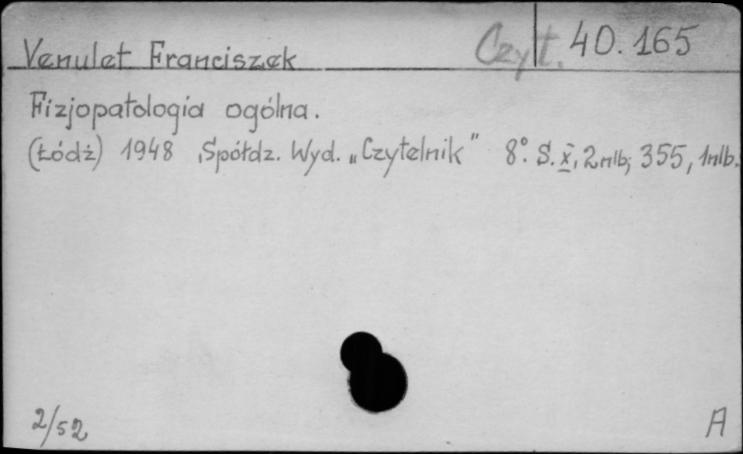 Venulet Franciszek Czyt. 40.165
Fizjopatologia ogólna.
(Łódź) 1948 , Spółdz. Wyd. „Czytelnik" 8°. S. X, 2 nlb; 355, 1 nlb.
2/52 A